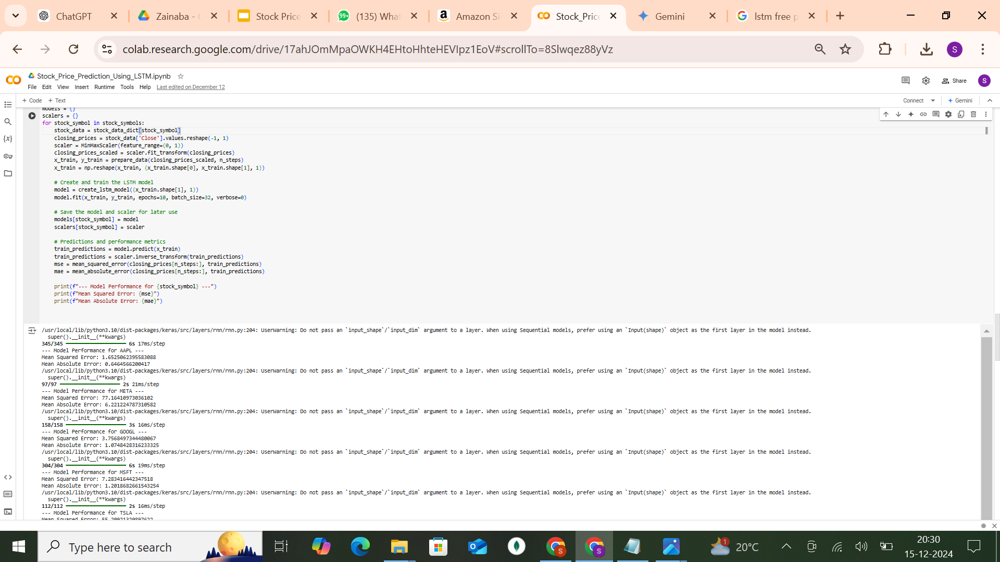 ChatGPT
Zainaba - 
Stock Price
(135) What
Amazon Si
Stock_Price
Gemini
lstm free p
colab.research.google.com/drive/17ahJOmMpaOWKH4EHtoHhteHEVIpz1EoV#scrollTo=8Slwqez88yVz
S
Stock_Price_Prediction_Using_LSTM.ipynb
Share
S
File Edit View Insert Runtime Tools Help Last edited on December 12
+ Code + Text
Connect
Gemini
models = {}
scalers = {}
for stock_symbol in stock_symbols:
stock_data = stock_data_dict[stock_symbol]
closing_prices = stock_data['Close'].values.reshape(-1, 1)
scaler = MinMaxScaler(feature_range=(0, 1))
closing_prices_scaled = scaler.fit_transform(closing_prices)
x_train, y_train = prepare_data(closing_prices_scaled, n_steps)
x_train = np.reshape(x_train, (x_train.shape[0], x_train.shape[1], 1))
# Create and train the LSTM model
model = create_lstm_model((x_train.shape[1], 1))
model.fit(x_train, y_train, epochs=10, batch_size=32, verbose=0)
# Save the model and scaler for later use
models[stock_symbol] = model
scalers[stock_symbol] = scaler
# Predictions and performance metrics
train_predictions = model.predict(x_train)
train_predictions = scaler.inverse_transform(train_predictions)
mse = mean_squared_error(closing_prices[n_steps:], train_predictions)
mae = mean_absolute_error(closing_prices[n_steps:], train_predictions)
print(f"--- Model Performance for {stock_symbol} ---")
print(f"Mean Squared Error: {mse}")
print(f"Mean Absolute Error: {mae}")
/usr/local/lib/python3.10/dist-packages/keras/src/layers/rnn/rnn.py:204: UserWarning: Do not pass an `input_shape`/`input_dim` argument to a layer. When using Sequential models, prefer using an `Input(shape)` object as the first layer in the model instead.
super().__init__(**kwargs)
345/345 6s 17ms/step
--- Model Performance for AAPL ---
Mean Squared Error: 1.6525062395583088
Mean Absolute Error: 0.6464566200417
/usr/local/lib/python3.10/dist-packages/keras/src/layers/rnn/rnn.py:204: UserWarning: Do not pass an `input_shape`/`input_dim` argument to a layer. When using Sequential models, prefer using an `Input(shape)` object as the first layer in the model instead.
super().__init__(**kwargs)
97/97 2s 21ms/step
--- Model Performance for META ---
Mean Squared Error: 77.16410973036102
Mean Absolute Error: 6.221224787310582
/usr/local/lib/python3.10/dist-packages/keras/src/layers/rnn/rnn.py:204: UserWarning: Do not pass an `input_shape`/`input_dim` argument to a layer. When using Sequential models, prefer using an `Input(shape)` object as the first layer in the model instead.
super().__init__(**kwargs)
158/158 3s 16ms/step
--- Model Performance for GOOGL ---
Mean Squared Error: 3.7568497344480067
Mean Absolute Error: 1.0748428316233325
/usr/local/lib/python3.10/dist-packages/keras/src/layers/rnn/rnn.py:204: UserWarning: Do not pass an `input_shape`/`input_dim` argument to a layer. When using Sequential models, prefer using an `Input(shape)` object as the first layer in the model instead.
super().__init__(**kwargs)
304/304 6s 19ms/step
--- Model Performance for MSFT ---
Mean Squared Error: 7.283416442347518
Mean Absolute Error: 1.2018682661543254
/usr/local/lib/python3.10/dist-packages/keras/src/layers/rnn/rnn.py:204: UserWarning: Do not pass an `input_shape`/`input_dim` argument to a layer. When using Sequential models, prefer using an `Input(shape)` object as the first layer in the model instead.
super().__init__(**kwargs)
112/112 2s 16ms/step
--- Model Performance for TSLA ---
Mean Squared Error: 55.20921320897622
Type here to search
1
20°C
20:30
15-12-2024